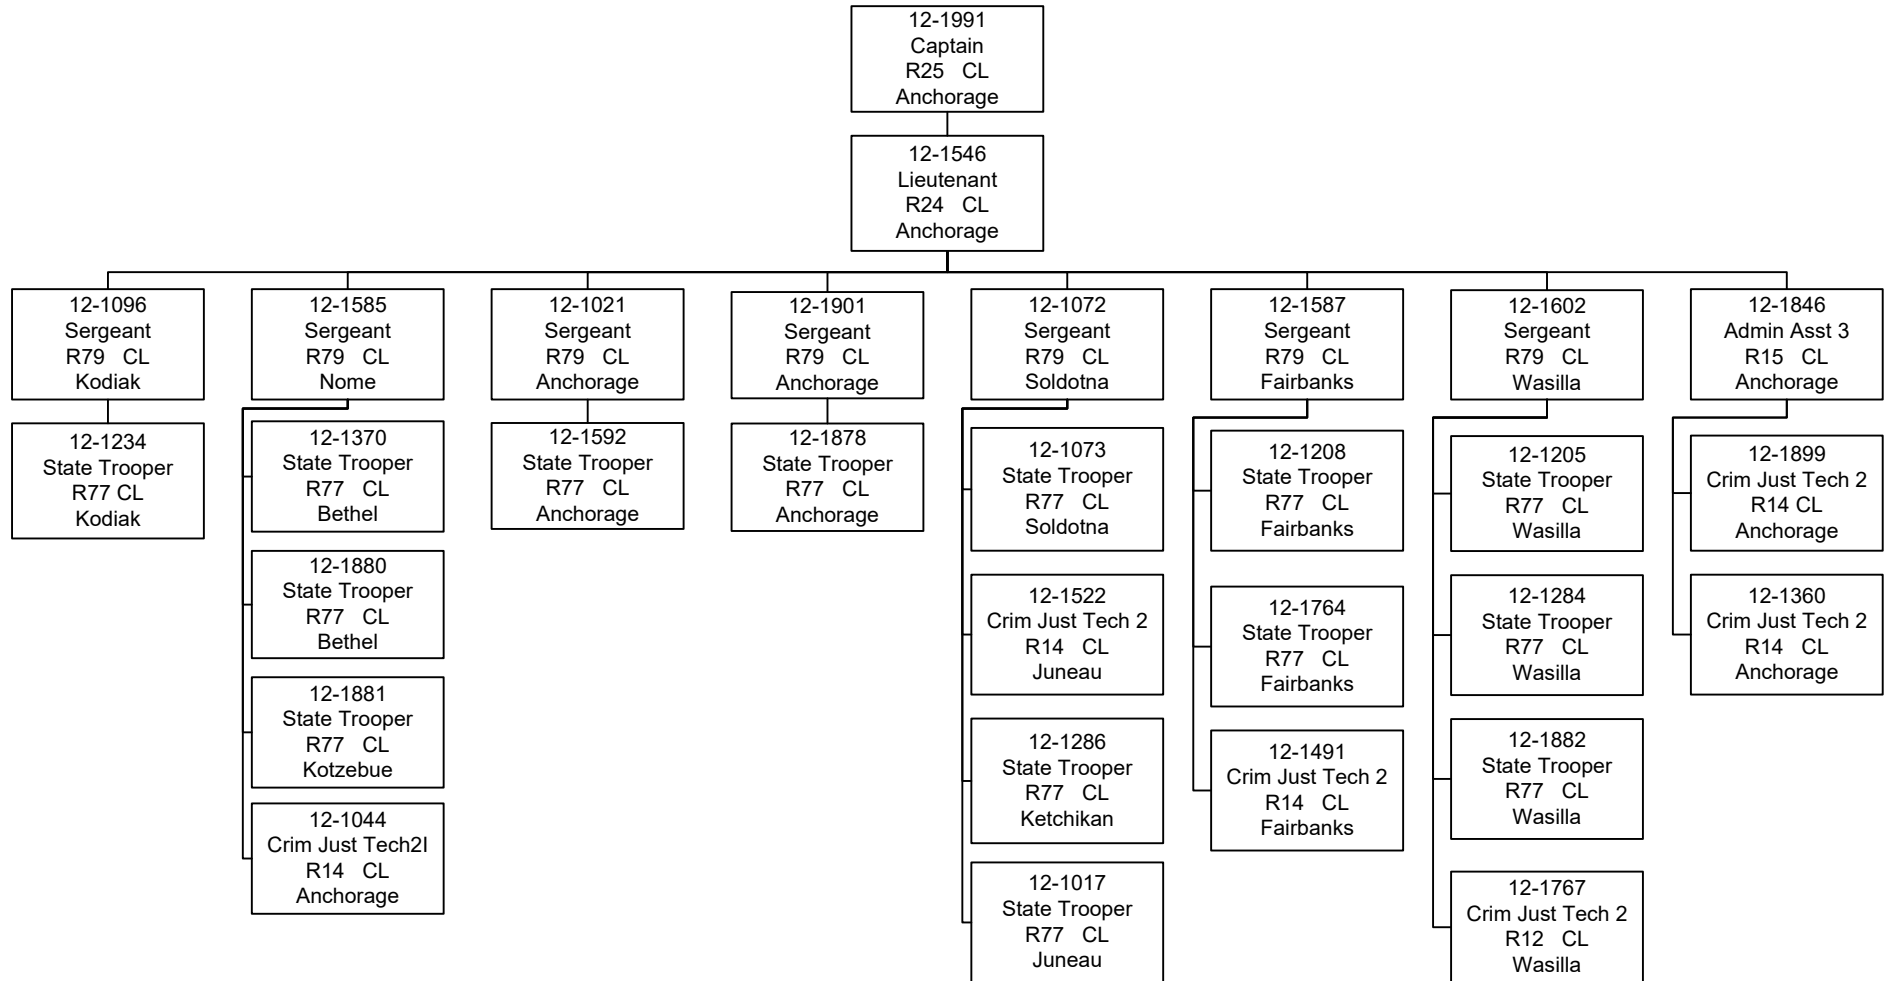 12-1991
Captain
R25 CL
Anchorage
12-1546
Lieutenant
R24 CL
Anchorage
12-1096
Sergeant
R79 CL
Kodiak
12-1234
State Trooper
R77 CL
Kodiak
12-1585
Sergeant
R79 CL
Nome
12-1370
State Trooper
R77 CL
Bethel
12-1880
State Trooper
R77 CL
Bethel
12-1881
State Trooper
R77 CL
Kotzebue
12-1044
Crim Just Tech2I
R14 CL
Anchorage
12-1021
Sergeant
R79 CL
Anchorage
12-1592
State Trooper
R77 CL
Anchorage
12-1901
Sergeant
R79 CL
Anchorage
12-1878
State Trooper
R77 CL
Anchorage
12-1072
Sergeant
R79 CL
Soldotna
12-1073
State Trooper
R77 CL
Soldotna
12-1522
Crim Just Tech 2
R14 CL
Juneau
12-1286
State Trooper
R77 CL
Ketchikan
12-1017
State Trooper
R77 CL
Juneau
12-1587
Sergeant
R79 CL
Fairbanks
12-1208
State Trooper
R77 CL
Fairbanks
12-1764
State Trooper
R77 CL
Fairbanks
12-1491
Crim Just Tech 2
R14 CL
Fairbanks
12-1602
Sergeant
R79 CL
Wasilla
12-1205
State Trooper
R77 CL
Wasilla
12-1284
State Trooper
R77 CL
Wasilla
12-1882
State Trooper
R77 CL
Wasilla
12-1767
Crim Just Tech 2
R12 CL
Wasilla
12-1846
Admin Asst 3
R15 CL
Anchorage
12-1899
Crim Just Tech 2
R14 CL
Anchorage
12-1360
Crim Just Tech 2
R14 CL
Anchorage